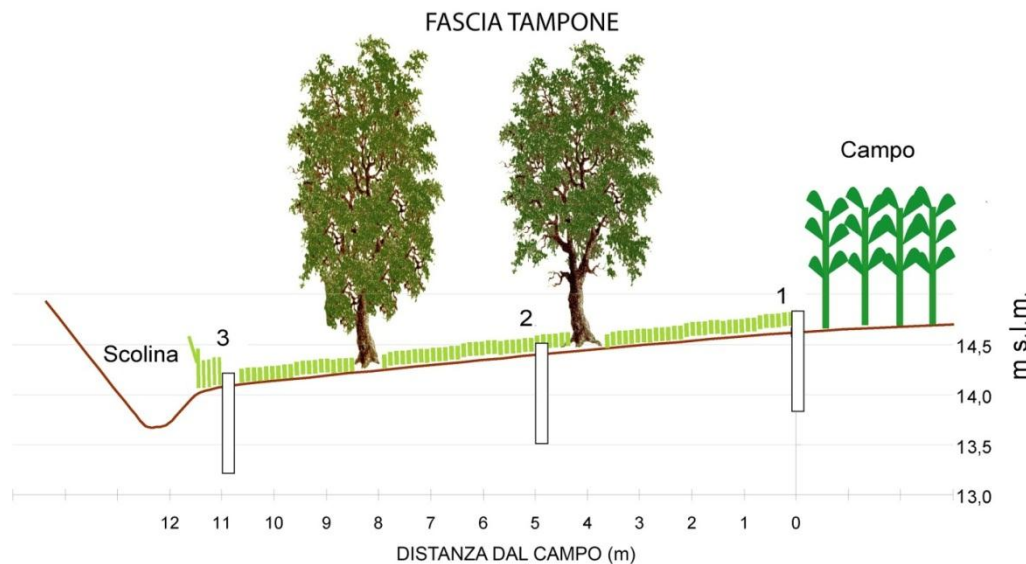 FASCIA TAMPONE
Campo
1
2
3
Scolina
14,5
14,0
13,5
13,0
m s.l.m.
12 11 10 9 8 7 6 5 4 3 2 1 0
DISTANZA DAL CAMPO (m)